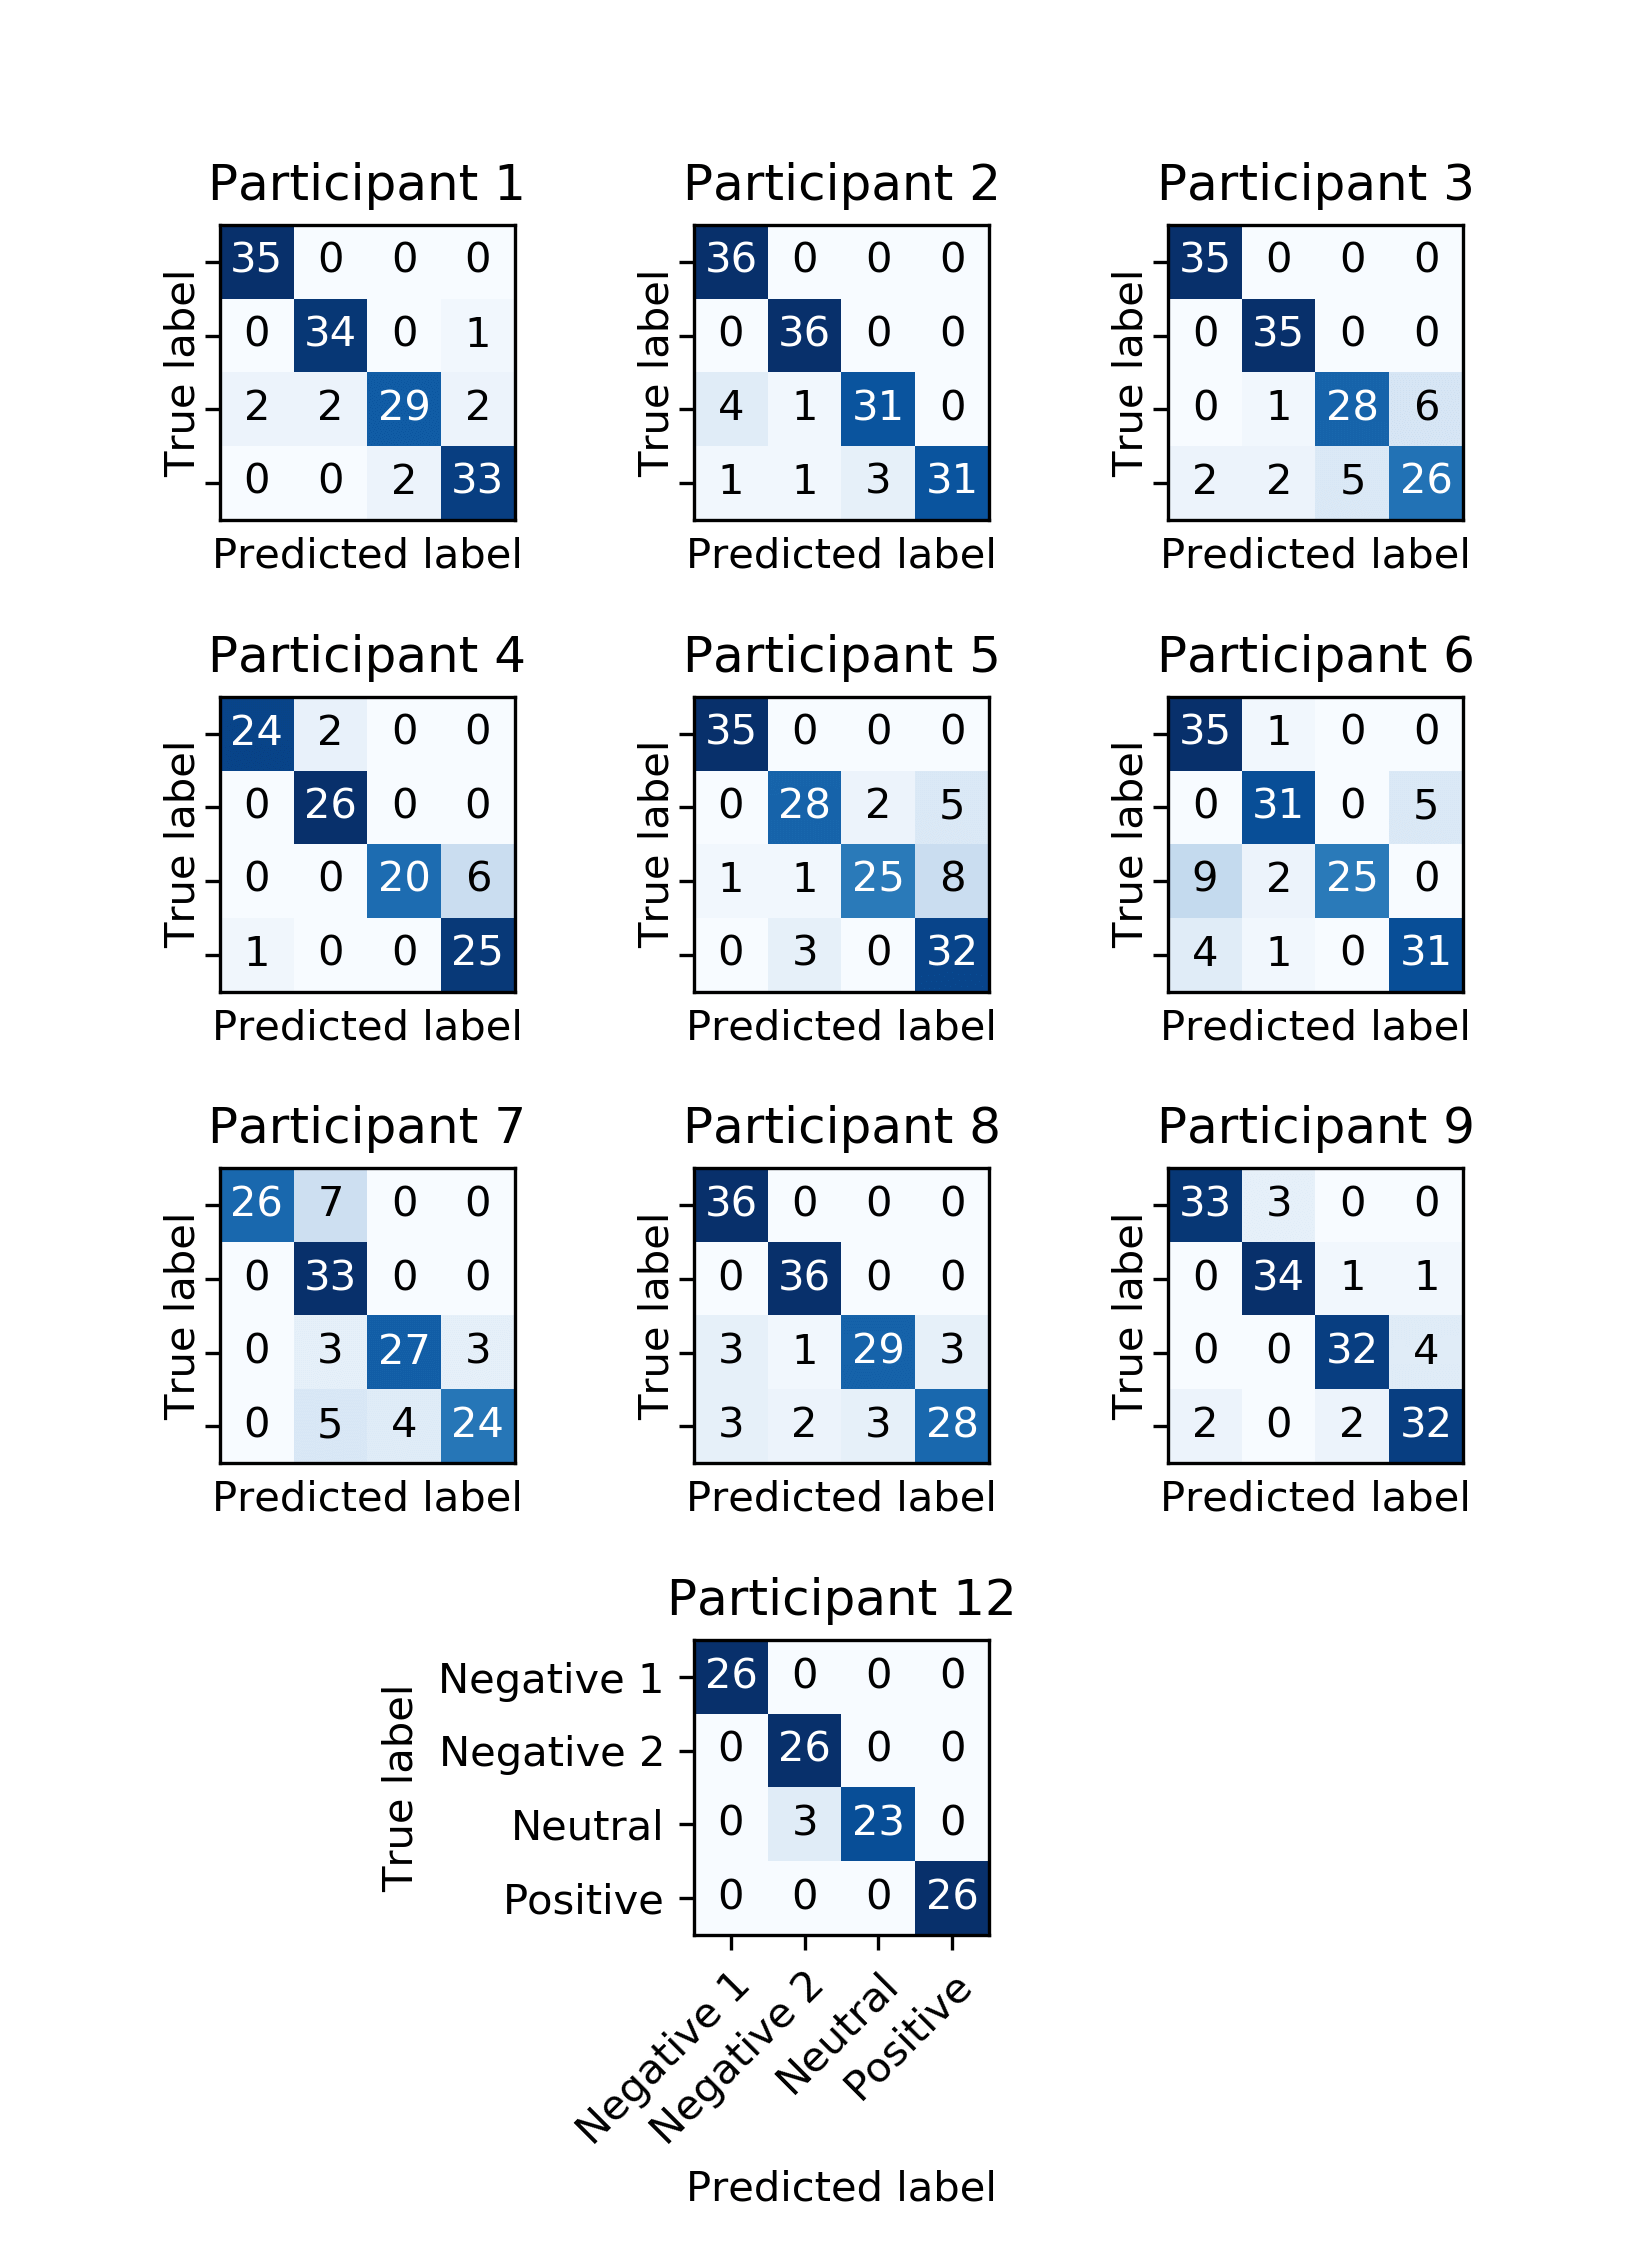 Participant 1
True label
35 0 0 0
0 34 0 1
2 2 29 2
0 0 2 33
Predicted label
Participant 2
True label
36 0 0 0
0 36 0 0
4 1 31 0
1 1 3 31
Predicted label
Participant 3
True label
35 0 0 0
0 35 0 0
0 1 28 6
2 2 5 26
Predicted label
Participant 4
True label
24 2 0 0
0 26 0 0
0 0 20 6
1 0 0 25
Predicted label
Participant 5
True label
35 0 0 0
0 28 2 5
1 1 25 8
0 3 0 32
Predicted label
Participant 6
True label
35 1 0 0
0 31 0 5
9 2 25 0
4 1 0 31
Predicted label
Participant 7
True label
26 7 0 0
0 33 0 0
0 3 27 3
0 5 4 24
Predicted label
Participant 8
True label
36 0 0 0
0 36 0 0
3 1 29 3
3 2 3 28
Predicted label
Participant 9
True label
33 3 0 0
0 34 1 1
0 0 32 4
2 0 2 32
Predicted label
Participant 12
True label
Negative 1 26 0 0 0
Negative 2 0 26 0 0
Neutral 0 3 23 0
Positive 0 0 0 26
Negative 1
Negative 2
Neutral
Positive
Predicted label